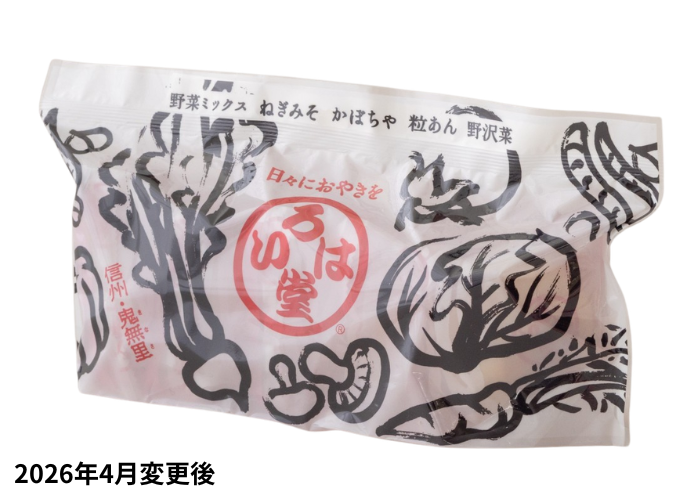 野菜ミックス ねぎみそ かぼちゃ 粒あん 野沢菜
日々におやきを
いろは堂
®
信州・鬼無里
2026年4月変更後